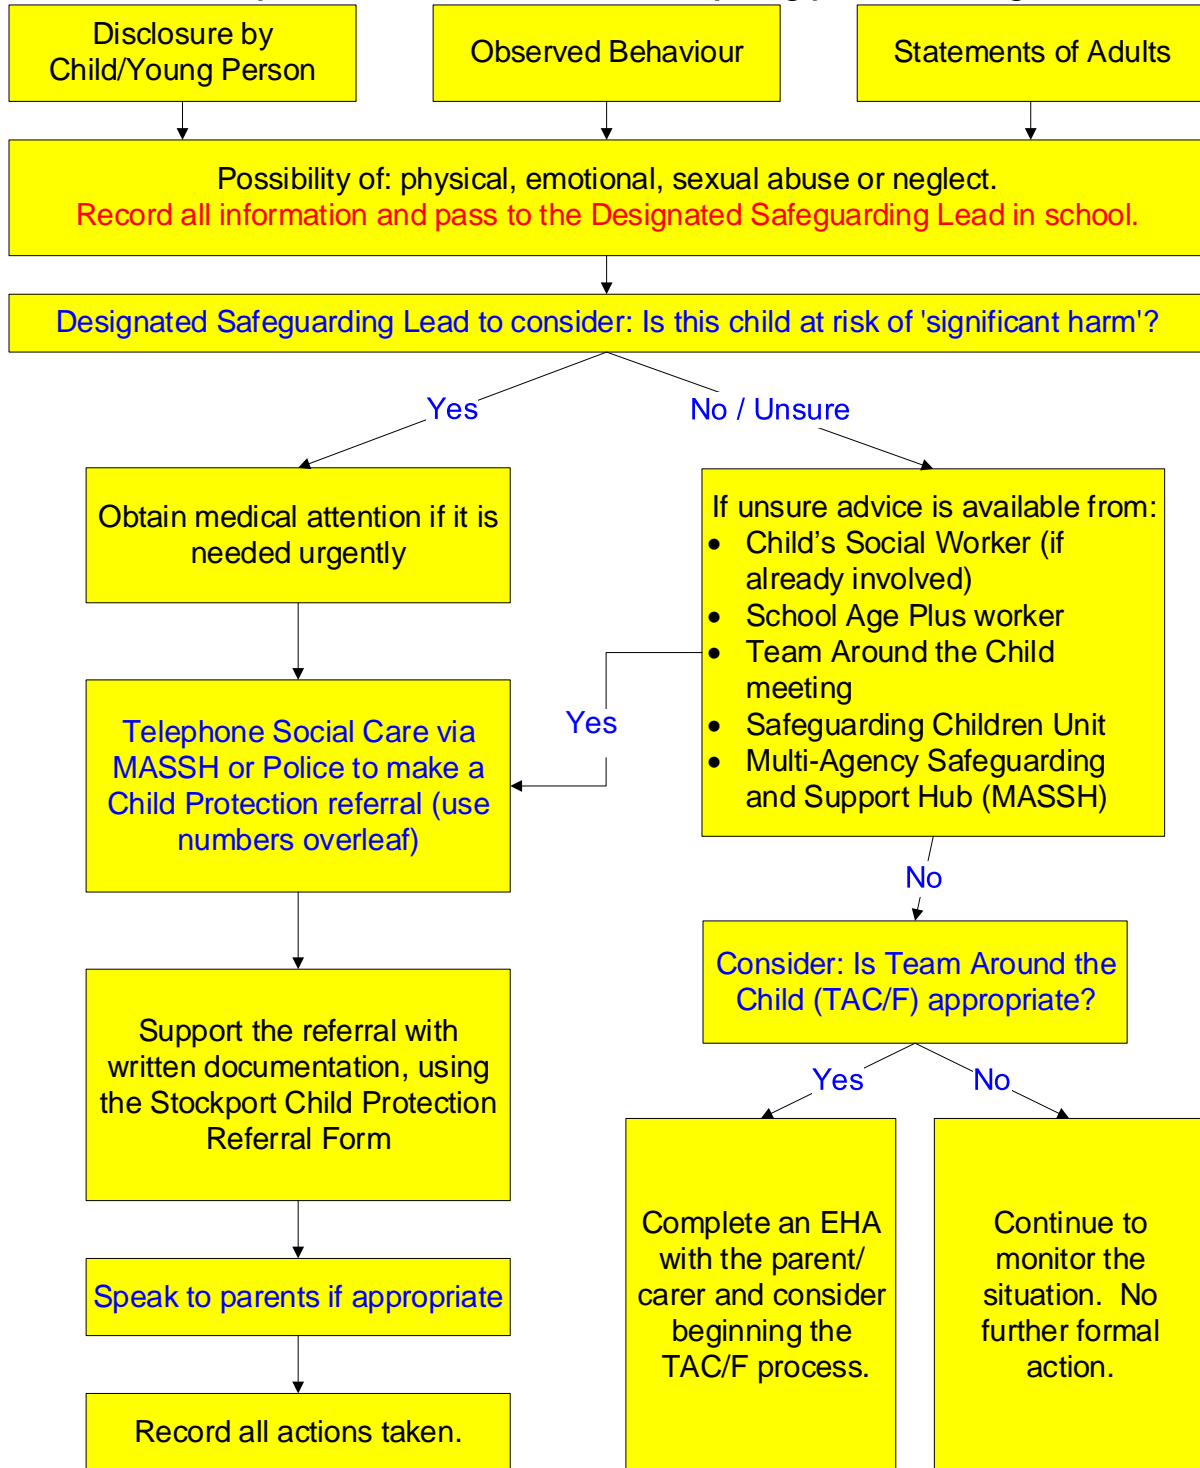 Disclosure by
Child/Young Person
Observed Behaviour
Statements of Adults
Possibility of: physical, emotional, sexual abuse or neglect.
Record all information and pass to the Designated Safeguarding Lead in school.
Designated Safeguarding Lead to consider: Is this child at risk of 'significant harm'?
Yes
No / Unsure
Obtain medical attention if it is
needed urgently
If unsure advice is available from:
• Child’s Social Worker (if
already involved)
• School Age Plus worker
• Team Around the Child
meeting
• Safeguarding Children Unit
• Multi-Agency Safeguarding
and Support Hub (MASSH)
Yes
Telephone Social Care via
MASSH or Police to make a
Child Protection referral (use
numbers overleaf)
No
Consider: Is Team Around the
Child (TAC/F) appropriate?
Support the referral with
written documentation, using
the Stockport Child Protection
Referral Form
Yes
No
Complete an EHA
with the parent/
carer and consider
beginning the
TAC/F process.
Continue to
monitor the
situation.  No
further formal
action.
Speak to parents if appropriate
Record all actions taken.